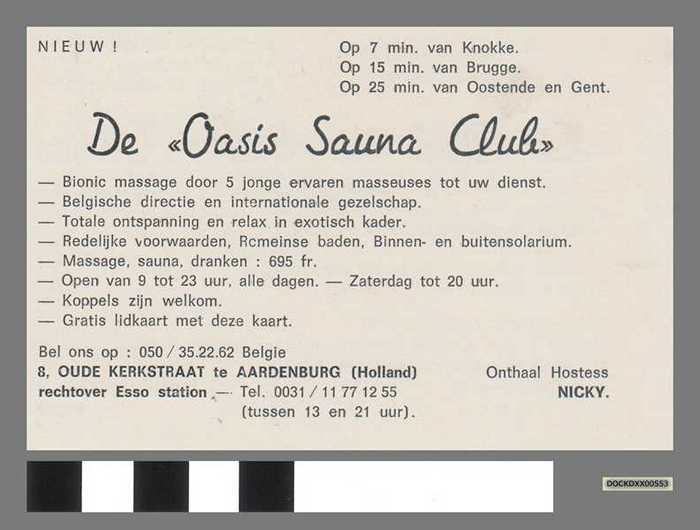 NIEUW !
Op 7 min. van Knokke.
Op 15 min. van Brugge.
Op 25 min. van Oostende en Gent.
De «Oasis Sauna Club»
— Bionic massage door 5 jonge ervaren masseuses tot uw dienst.
— Belgische directie en internationale gezelschap.
— Totale ontspanning en relax in exotisch kader.
— Redelijke voorwaarden, Rcmeinse baden, Binnen- en buitensolarium.
— Massage, sauna, dranken : 695 fr.
— Open van 9 tot 23 uur, alle dagen. — Zaterdag tot 20 uur.
— Koppels zijn welkom.
— Gratis lidkaart met deze kaart.
Bel ons op : 050 / 35.22.62 Belgie
8, OUDE KERKSTRAAT te AARDENBURG (Holland)
rechtover Esso station — Tel. 0031 / 11 77 12 55
(tussen 13 en 21 uur).
Onthaal Hostess
NICKY.
DOCKDXX00553